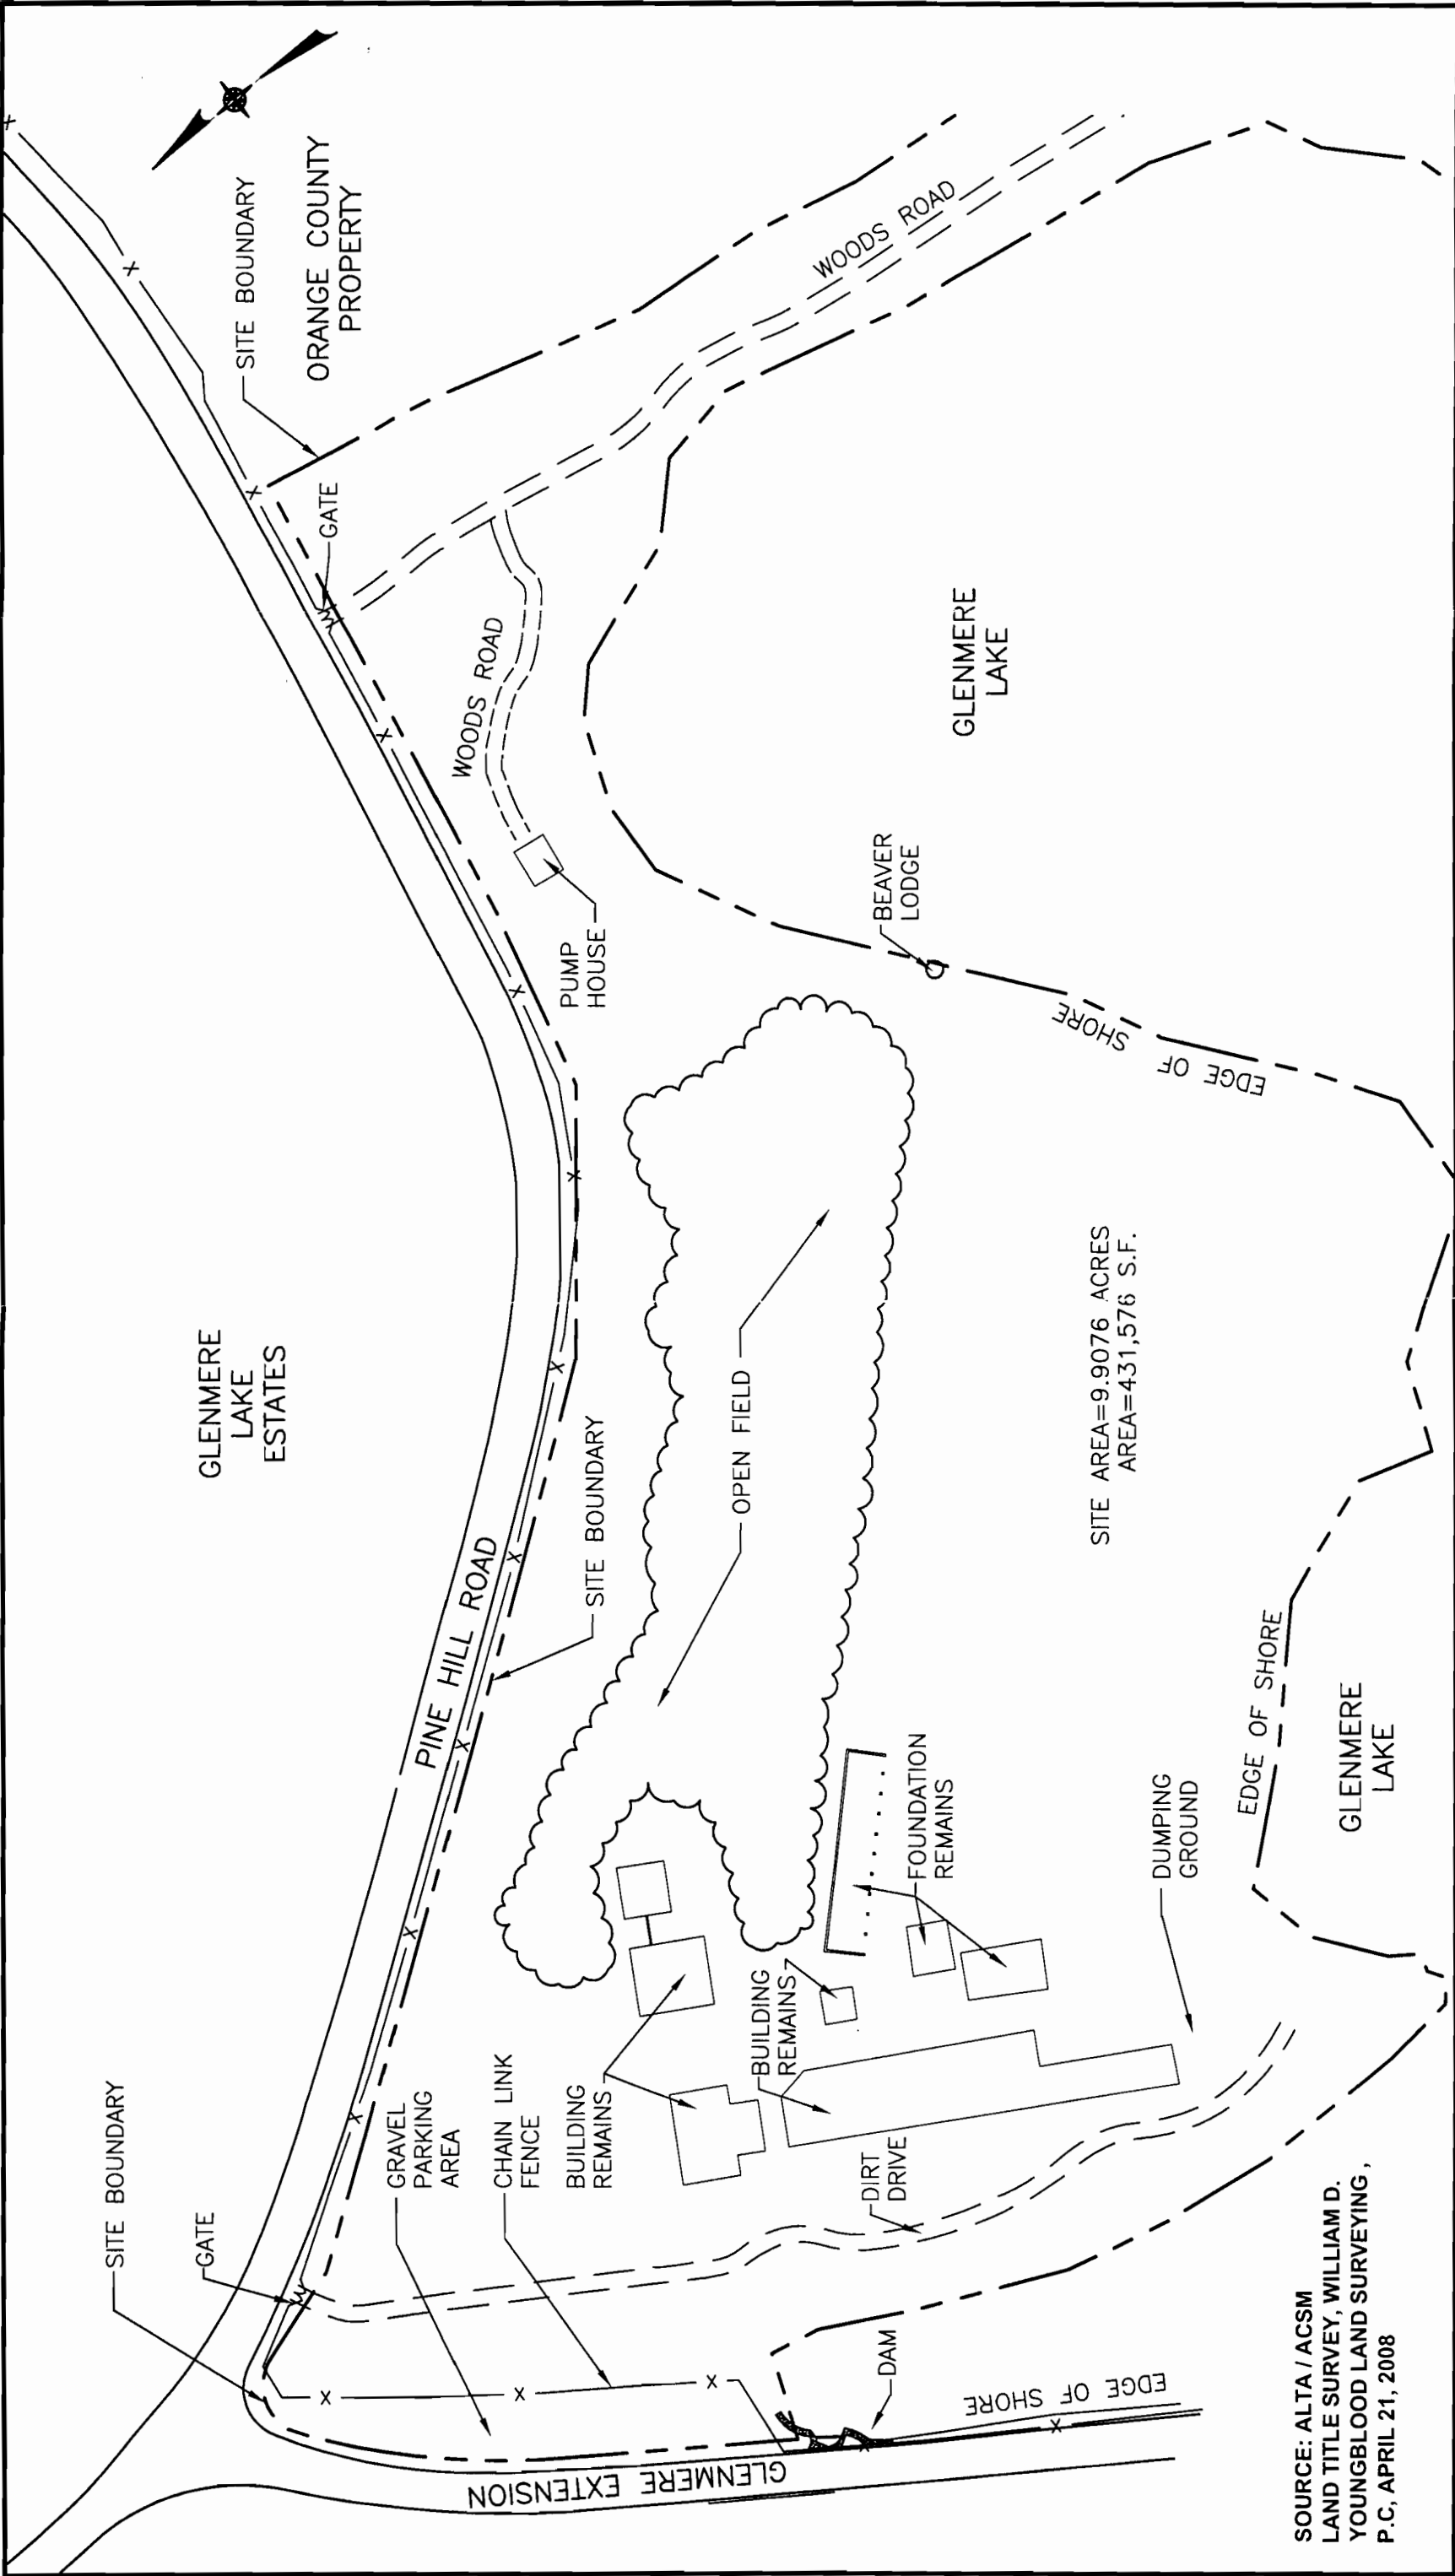 SITE BOUNDARY
GATE
GLENMERE
LAKE
ESTATES
SITE BOUNDARY
ORANGE COUNTY
PROPERTY
GATE
PINE HILL ROAD
GRAVEL
PARKING
AREA
CHAIN LINK
FENCE
BUILDING
REMAINS
SITE BOUNDARY
PUMP
HOUSE
WOODS ROAD
WOODS ROAD
GLENMERE EXTENSION
OPEN FIELD
BUILDING
REMAINS
DIRT
DRIVE
DAM
FOUNDATION
REMAINS
BEAVER
LODGE
GLENMERE
LAKE
EDGE OF SHORE
EDGE OF SHORE
SITE AREA=9.9076 ACRES
AREA=431,576 S.F.
DUMPING
GROUND
EDGE OF SHORE
GLENMERE
LAKE
SOURCE: ALTA / ACSM
LAND TITLE SURVEY, WILLIAM D.
YOUNGBLOOD LAND SURVEYING ,
P.C, APRIL 21, 2008